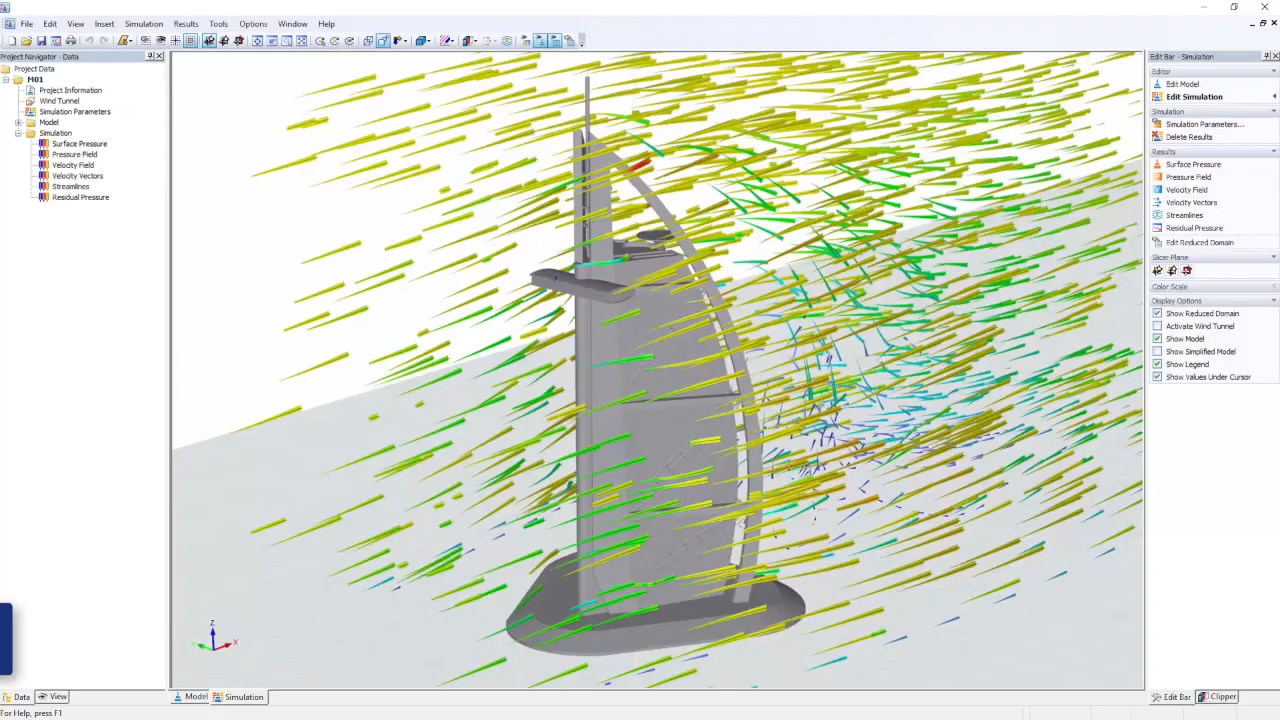 File Edit View Insert Simulation Results Tools Options Window Help
Project Navigator - Data
Project Data
M01
Project Information
Wind Tunnel
Simulation Parameters
Model
Simulation
Surface Pressure
Pressure Field
Velocity Field
Velocity Vectors
Streamlines
Residual Pressure
Z
X
Data View
Model Simulation
For Help, press F1
Edit Bar - Simulation
Editor
Edit Model
Edit Simulation
Simulation
Simulation Parameters...
Delete Results
Results
Surface Pressure
Pressure Field
Velocity Field
Velocity Vectors
Streamlines
Residual Pressure
Edit Reduced Domain
Slicer Plane
Color Scale
Display Options
Show Reduced Domain
Activate Wind Tunnel
Show Model
Show Simplified Model
Show Legend
Show Values Under Cursor
Edit Bar Clipper